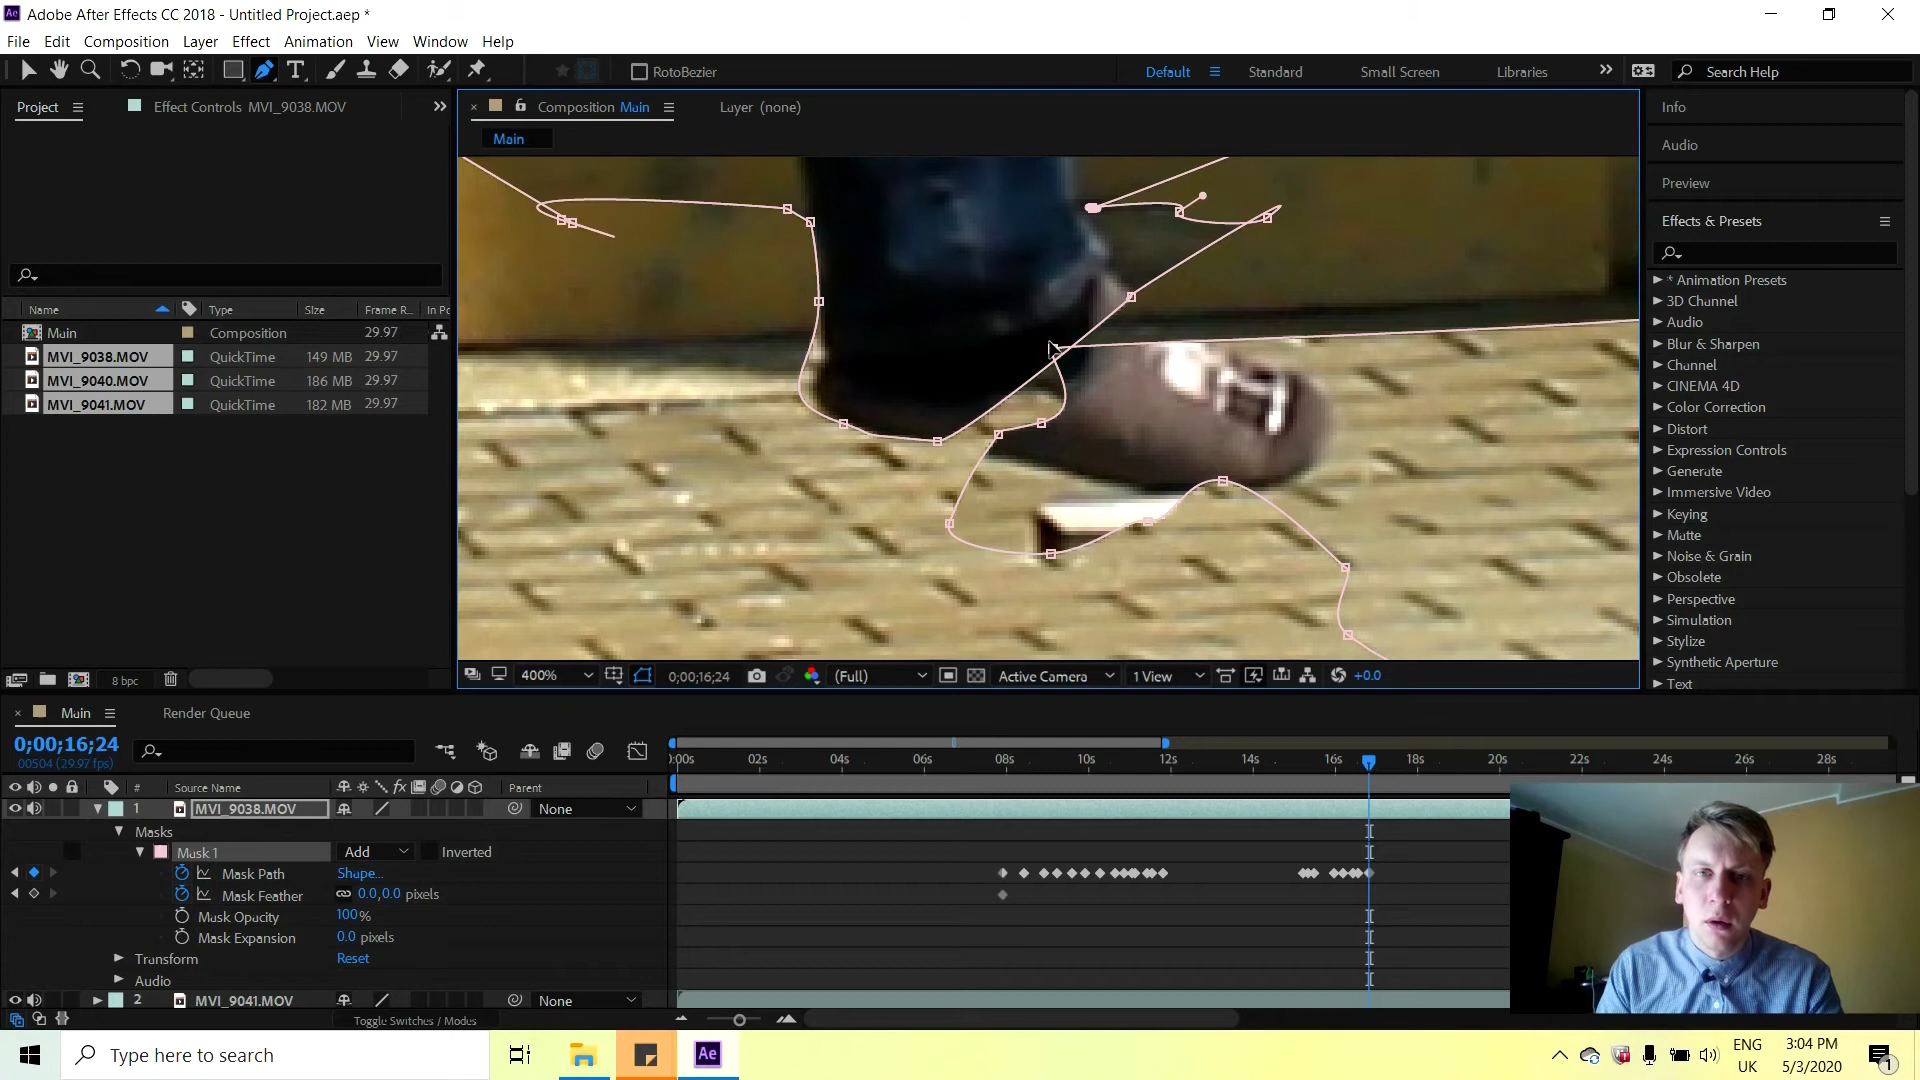 Adobe After Effects CC 2018 - Untitled Project.aep *
File Edit Composition Layer Effect Animation View Window Help
RotoBezier Default Standard Small Screen Libraries Search Help
Project Effect Controls MVI_9038.MOV Composition Main Layer (none) Info
Main
Audio
Preview
Effects & Presets
* Animation Presets
3D Channel
Audio
Blur & Sharpen
Channel
CINEMA 4D
Color Correction
Distort
Expression Controls
Generate
Immersive Video
Keying
Matte
Noise & Grain
Obsolete
Perspective
Simulation
Stylize
Synthetic Aperture
Text
Name Type Size Frame R... In Po
Main Composition 29.97
MVI_9038.MOV QuickTime 149 MB 29.97
MVI_9040.MOV QuickTime 186 MB 29.97
MVI_9041.MOV QuickTime 182 MB 29.97
8 bpc 400% 0;00;16;24 (Full) Active Camera 1 View +0.0
Main Render Queue
0;00;16;24
00504 (29.97 fps)
0:00s 02s 04s 06s 08s 10s 12s 14s 16s 18s 20s 22s 24s 26s 28s
# Source Name fx Parent
1 MVI_9038.MOV None
Masks
Mask 1 Add Inverted
Mask Path Shape...
Mask Feather 0.0,0.0 pixels
Mask Opacity 100%
Mask Expansion 0.0 pixels
Transform Reset
Audio
2 MVI_9041.MOV None
Toggle Switches / Modes
Type here to search Ae ENG 3:04 PM
UK 5/3/2020 1